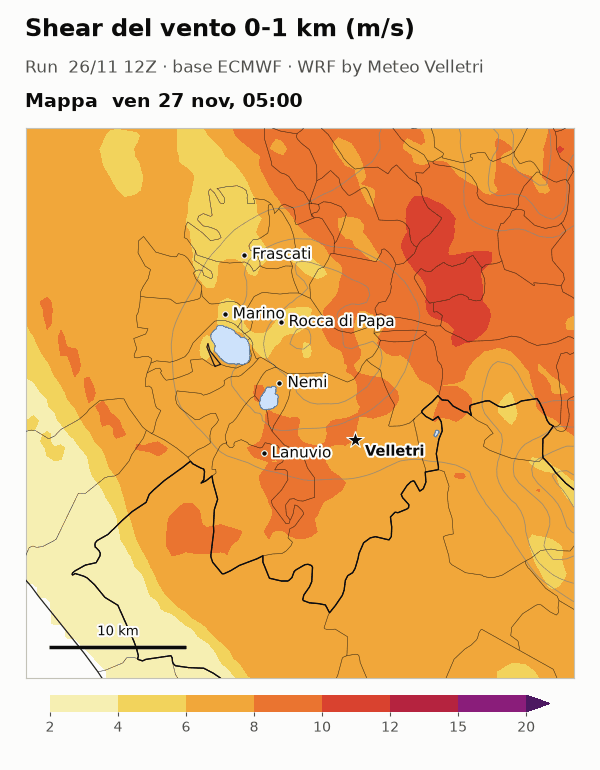 Shear del vento 0-1 km (m/s)
Run  26/11 12Z · base ECMWF · WRF by Meteo Velletri
Mappa  ven 27 nov, 05:00
Frascati
Marino
Rocca di Papa
Nemi
Velletri
Lanuvio
10 km
2 4 6 8 10 12 15 20